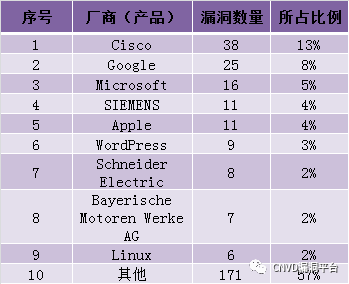 序号 厂商（产品） 漏洞数量 所占比例
1 Cisco 38 13%
2 Google 25 8%
3 Microsoft 16 5%
4 SIEMENS 11 4%
5 Apple 11 4%
6 WordPress 9 3%
7 Schneider Electric 8 2%
8 Bayerische Motoren Werke AG 7 2%
9 Linux 6 2%
10 其他 171 57%
CNVD漏洞平台